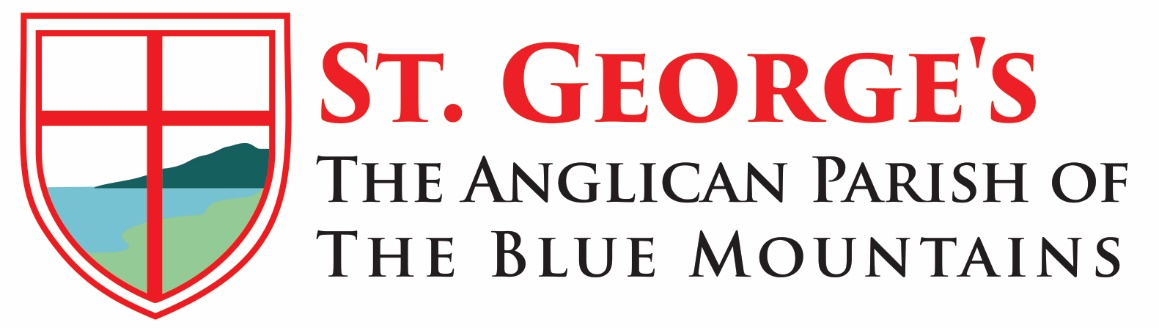 St. George's
The Anglican Parish of
The Blue Mountains